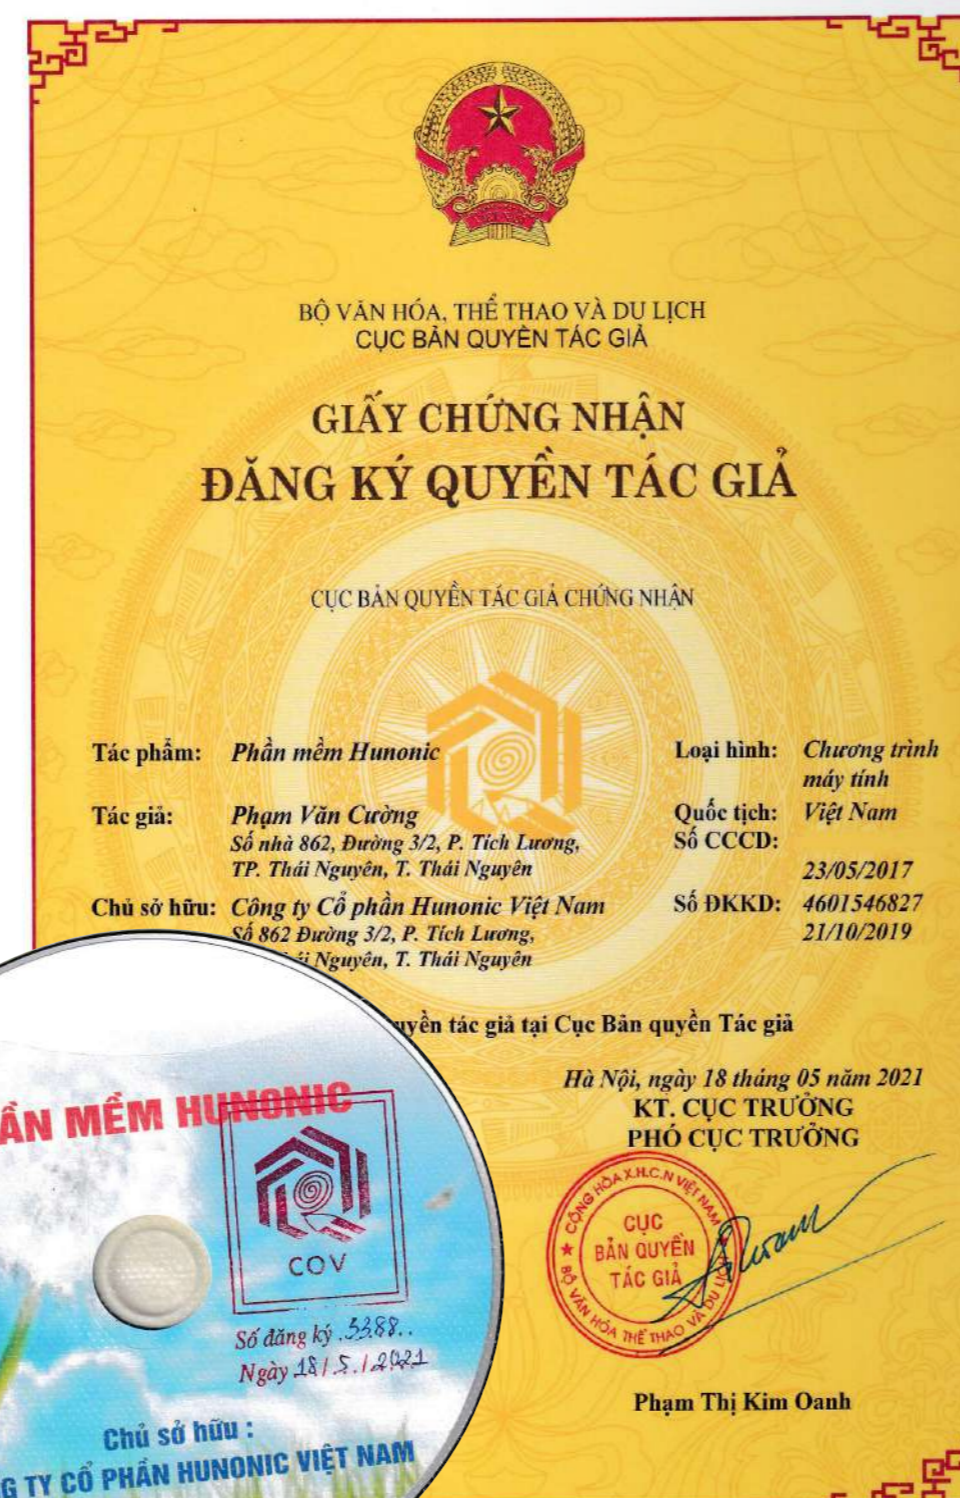 BỘ VĂN HÓA, THỂ THAO VÀ DU LỊCH
CỤC BẢN QUYỀN TÁC GIẢ
GIẤY CHỨNG NHẬN
ĐĂNG KÝ QUYỀN TÁC GIẢ
CỤC BẢN QUYỀN TÁC GIẢ CHỨNG NHẬN
Tác phẩm: Phần mềm Hunonic Loại hình: Chương trình
máy tính
Tác giả: Phạm Văn Cường Quốc tịch: Việt Nam
Số nhà 862, Đường 3/2, P. Tích Lương, Số CCCD:
TP. Thái Nguyên, T. Thái Nguyên 23/05/2017
Chủ sở hữu: Công ty Cổ phần Hunonic Việt Nam Số ĐKKD: 4601546827
Số 862 Đường 3/2, P. Tích Lương, 21/10/2019
Nguyên, T. Thái Nguyên
tác giả tại Cục Bản quyền Tác giả
Hà Nội, ngày 18 tháng 05 năm 2021
KT. CỤC TRƯỞNG
PHÓ CỤC TRƯỞNG
CỘNG HÒA X.H.C.N VIỆT NAM
CỤC
BẢN QUYỀN
TÁC GIẢ
BỘ VĂN HÓA THỂ THAO VÀ DU LỊCH
Phạm Thị Kim Oanh
MỀM HUNONIC
COV
Số đăng ký 3388
Ngày 18/5/2021
Chủ sở hữu :
TY CỔ PHẦN HUNONIC VIỆT NAM